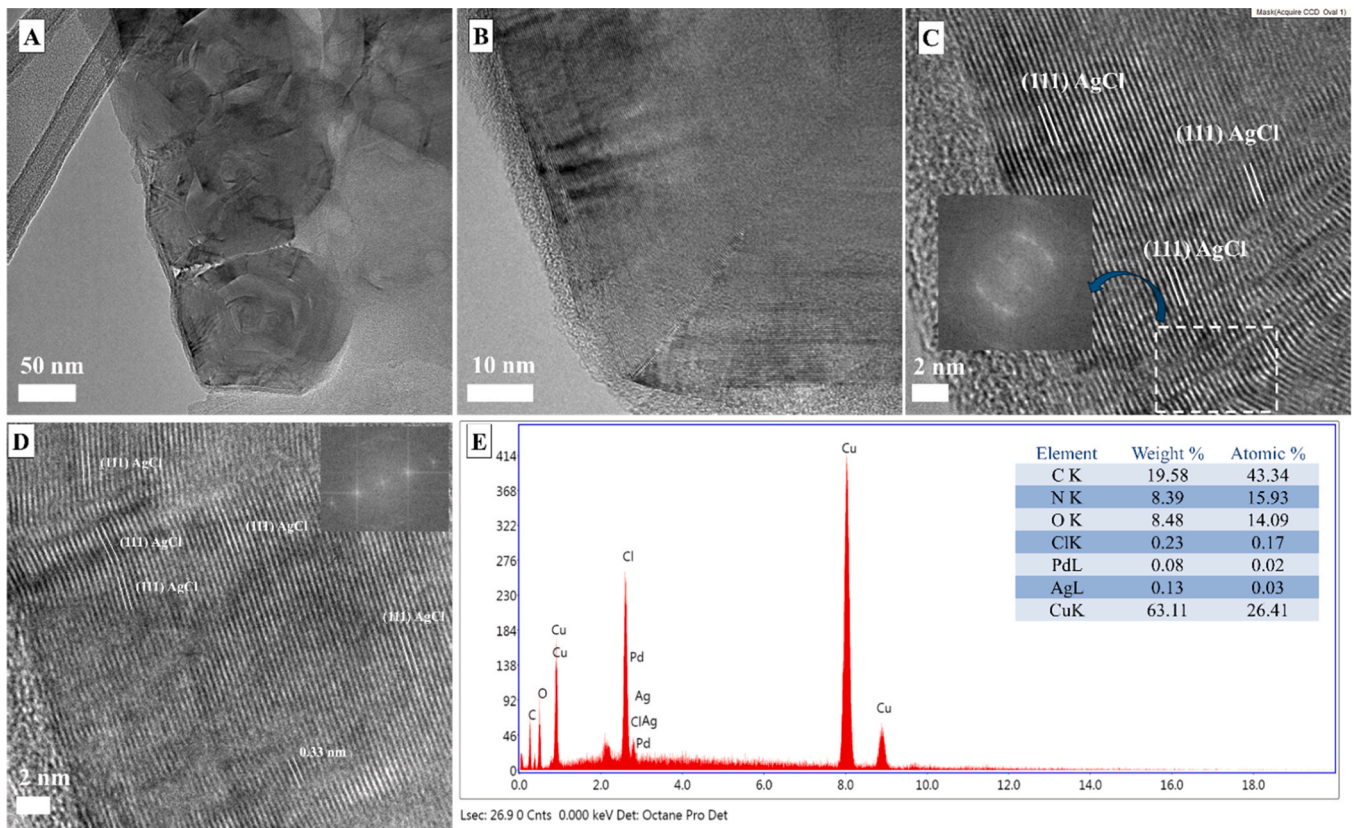 Mask(Acquire CCD Oval 1)
A
50 nm
B
10 nm
C
(111) AgCl
(111) AgCl
(111) AgCl
2 nm
D
(111) AgCl
(111) AgCl
(111) AgCl
(111) AgCl
(111) AgCl
0.33 nm
2 nm
E
414
368
322
276
230
184
138
92
46
0
0.0 2.0 4.0 6.0 8.0 10.0 12.0 14.0 16.0 18.0
C
O
Cu
Cu
Cl
Pd
Ag
ClAg
Pd
Cu
Cu
Element Weight % Atomic %
C K 19.58 43.34
N K 8.39 15.93
O K 8.48 14.09
ClK 0.23 0.17
PdL 0.08 0.02
AgL 0.13 0.03
CuK 63.11 26.41
Lsec: 26.9 0 Cnts 0.000 keV Det: Octane Pro Det